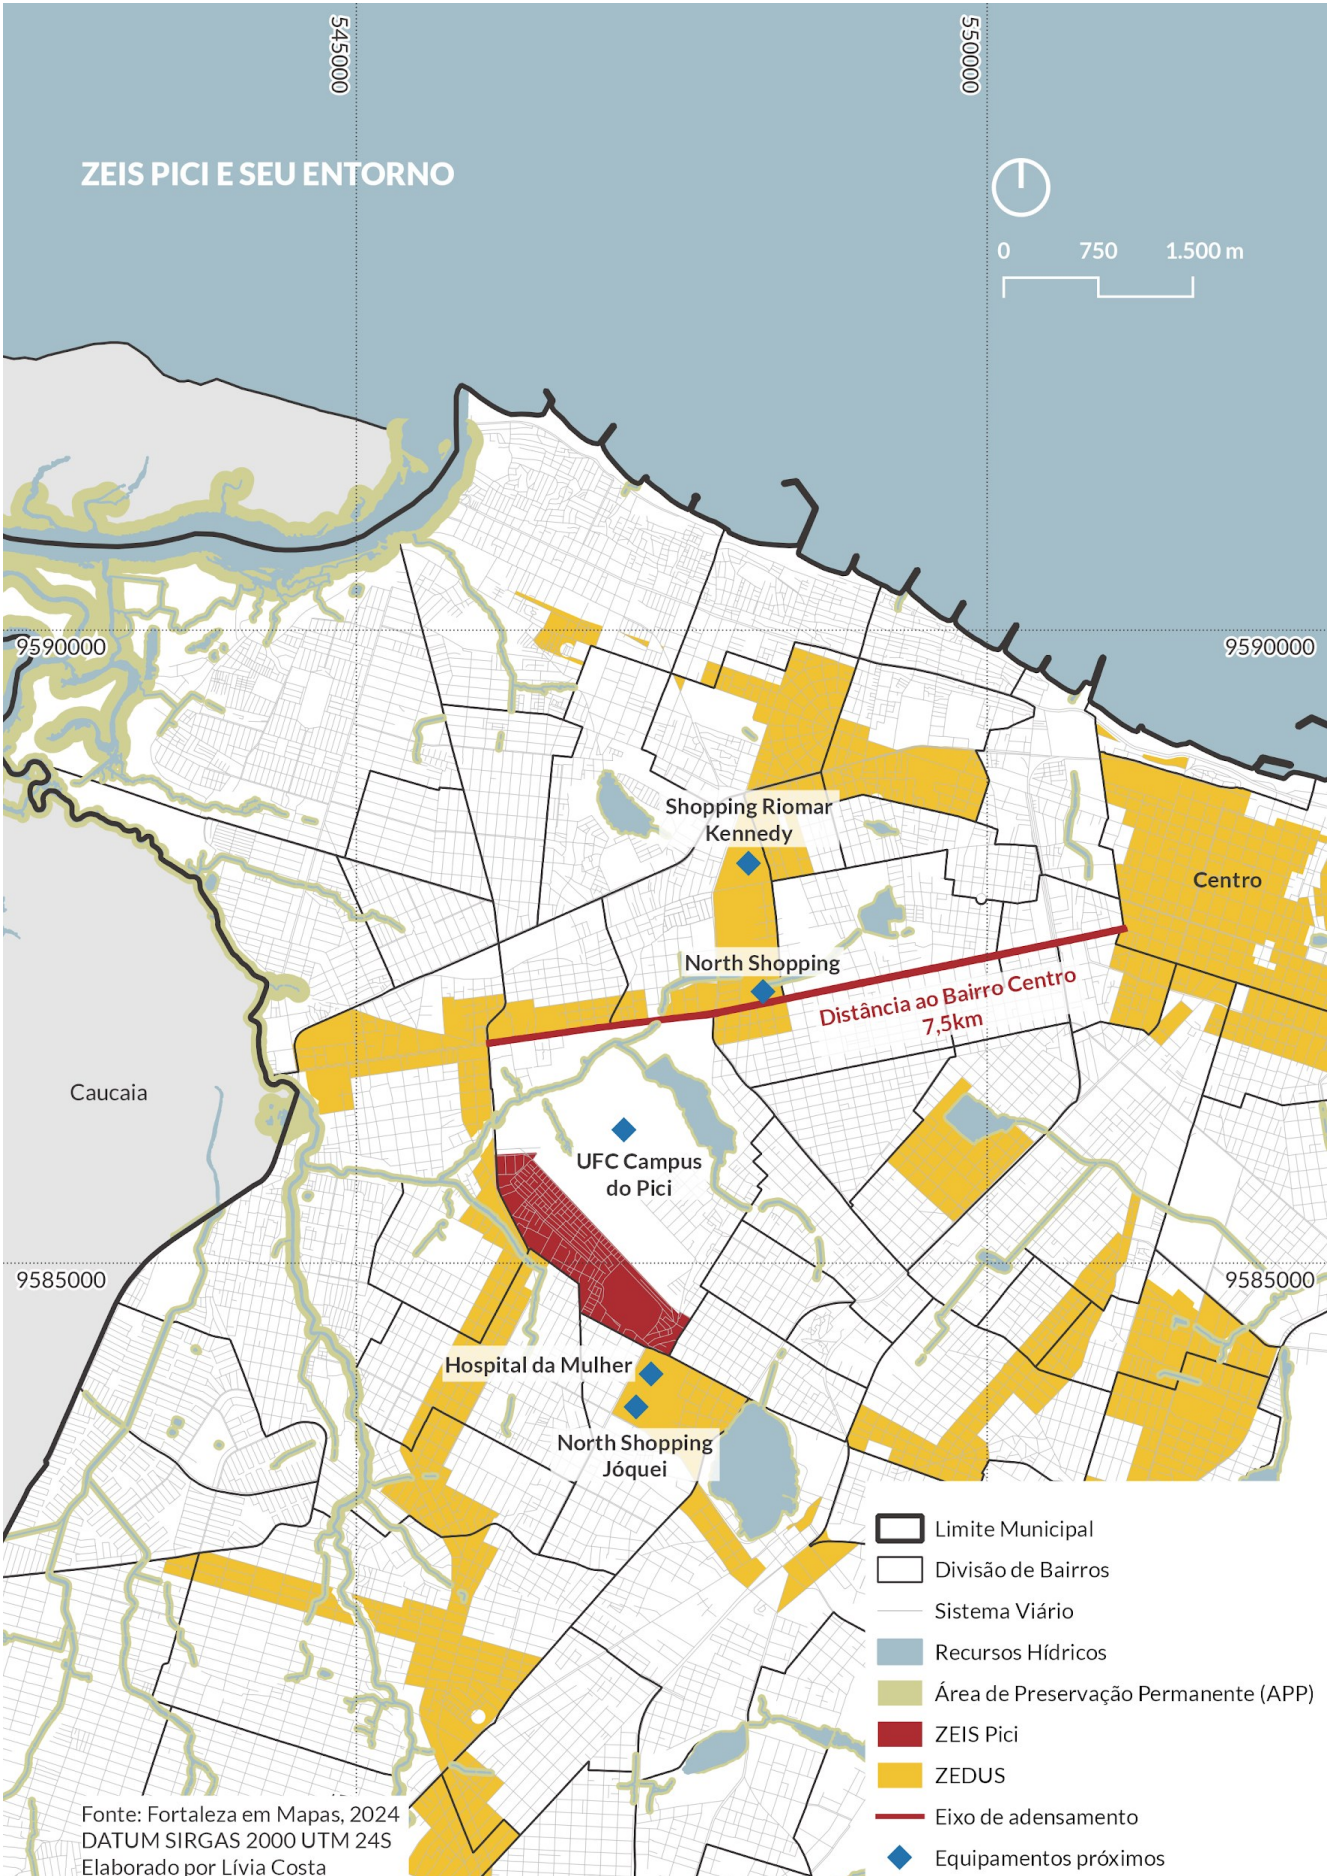 545000
550000
ZEIS PICI E SEU ENTORNO
0 750 1.500 m
9590000
9590000
Shopping Riomar
Kennedy
Centro
North Shopping
Distância ao Bairro Centro
7,5km
Caucaia
UFC Campus
do Pici
9585000
9585000
Hospital da Mulher
North Shopping
Jóquei
Limite Municipal
Divisão de Bairros
Sistema Viário
Recursos Hídricos
Área de Preservação Permanente (APP)
ZEIS Pici
ZEDUS
Eixo de adensamento
Equipamentos próximos
Fonte: Fortaleza em Mapas, 2024
DATUM SIRGAS 2000 UTM 24S
Elaborado por Lívia Costa